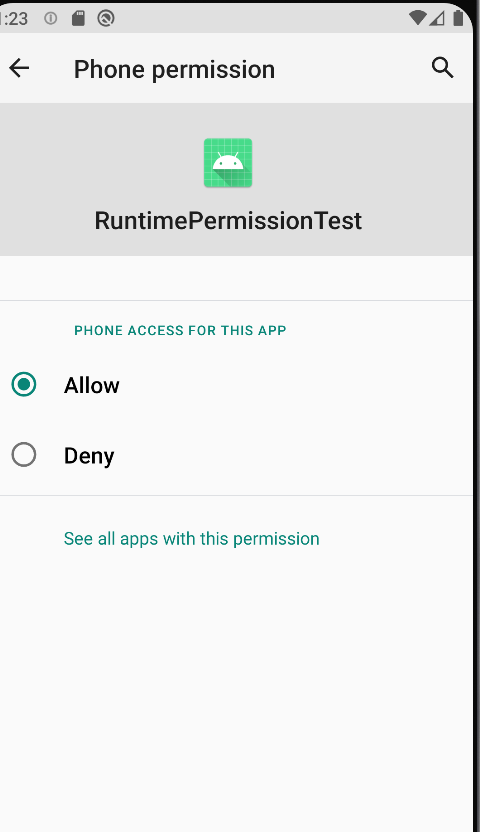 :23
Phone permission
RuntimePermissionTest
PHONE ACCESS FOR THIS APP
Allow
Deny
See all apps with this permission